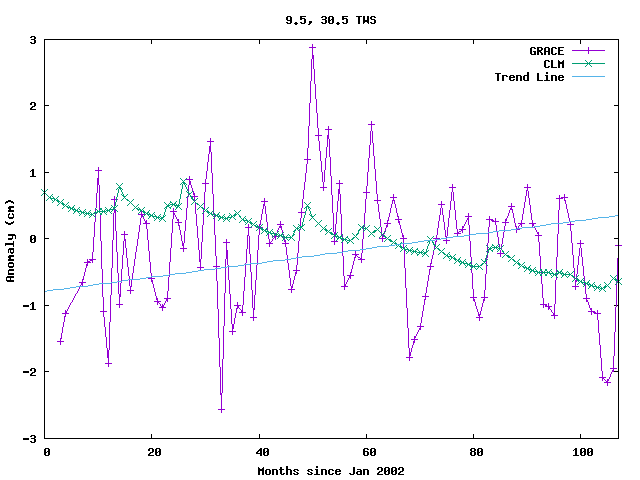 9.5, 30.5 TWS
GRACE
CLM
Trend Line
3
2
1
0
-1
-2
-3
Anomaly (cm)
0 20 40 60 80 100
Months since Jan 2002